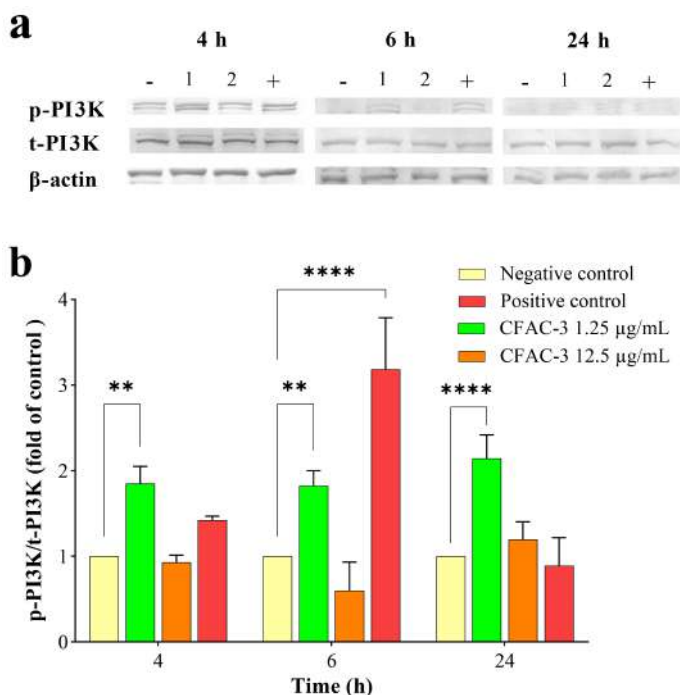 a
4 h 6 h 24 h
- 1 2 + - 1 2 + - 1 2 +
p-PI3K
t-PI3K
β-actin
b
Negative control
Positive control
CFAC-3 1.25 µg/mL
CFAC-3 12.5 µg/mL
****
** ** ****
p-PI3K/t-PI3K (fold of control )
4
3
2
1
0
4 6 24
Time (h)